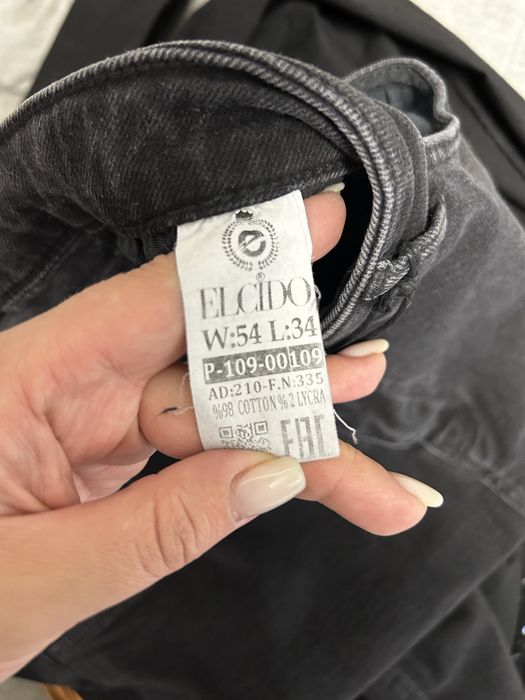 ELCIDO®
W:54 L:34
P-109-00109
AD:210-F.N:335
%98 COTTON %2 LYCRA
EAC